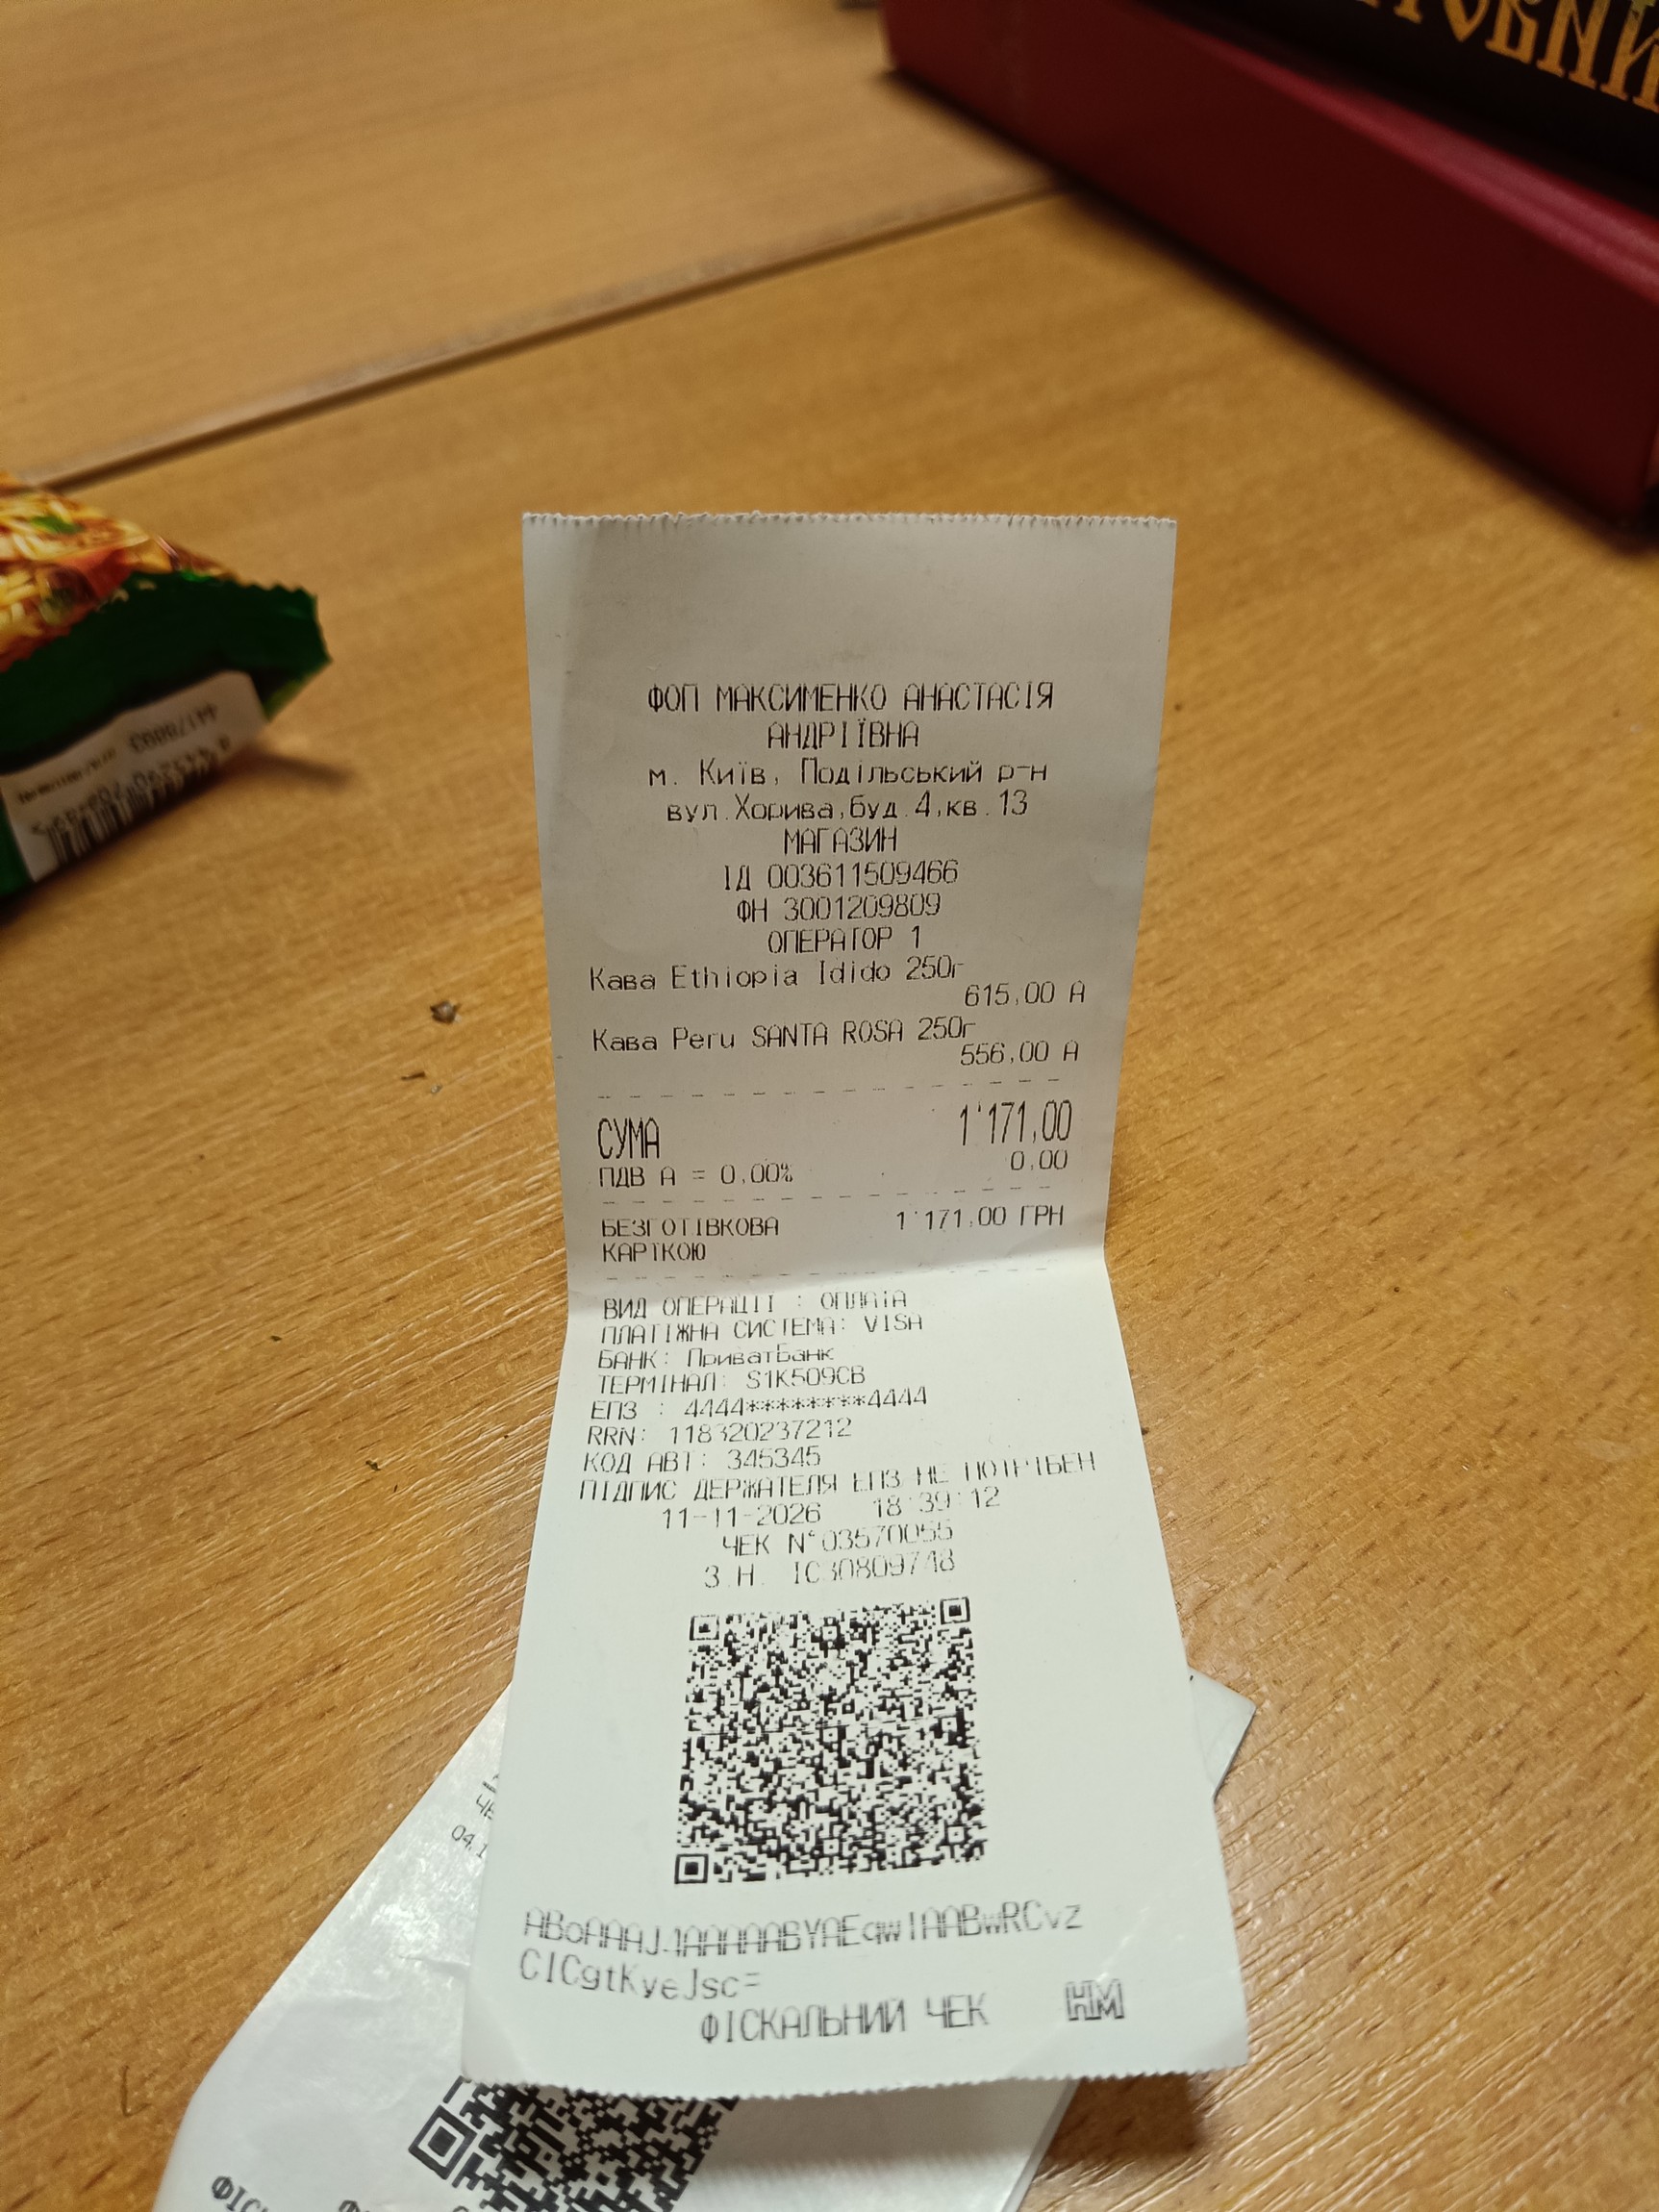 ФОП МАКСИМЕНКО АНАСТАСІЯ
АНДРІЇВНА
м. Київ, Подільський р-н
вул.Хорива,буд.4,кв.13
МАГАЗИН
ІД 003611509466
ФН 3001209809
ОПЕРАТОР 1
Кава Ethiopia Idido 250г
615,00 А
Кава Peru SANTA ROSA 250г
556,00 А
СУМА 1'171,00
ПДВ А = 0,00% 0,00
БЕЗГОТІВКОВА 1'171,00 ГРН
КАРТКОЮ
ВИД ОПЕРАЦІЇ : ОПЛАТА
ПЛАТІЖНА СИСТЕМА: VISA
БАНК: ПриватБанк
ТЕРМІНАЛ: S1K509CB
ЕПЗ : 4444********4444
RRN: 118320237212
КОД АВТ: 345345
ПІДПИС ДЕРЖАТЕЛЯ ЕПЗ НЕ ПОТРІБЕН
11-11-2026 18:39:12
ЧЕК N°03570055
З.Н. ІС30809748
CICgtKyeJsc=
ФІСКАЛЬНИЙ ЧЕК НМ
04.1